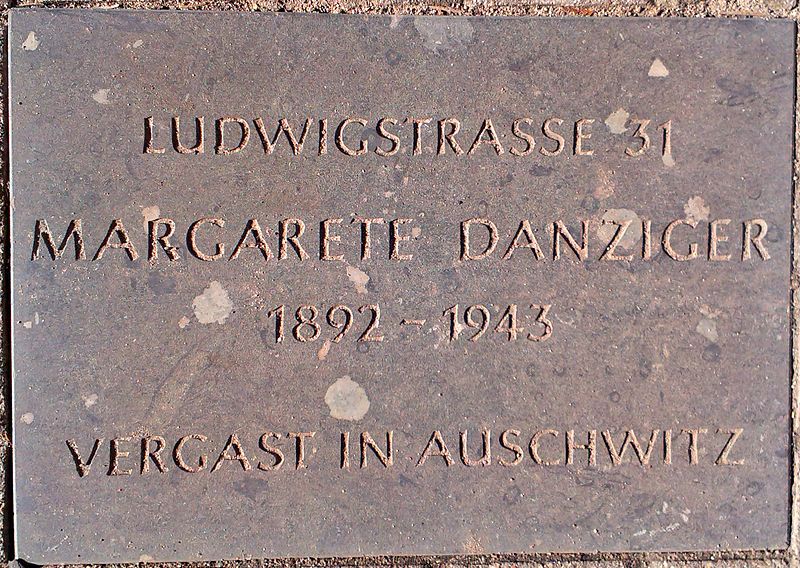 LUDWIGSTRASSE 31
MARGARETE DANZIGER
1892 - 1943
VERGAST IN AUSCHWITZ